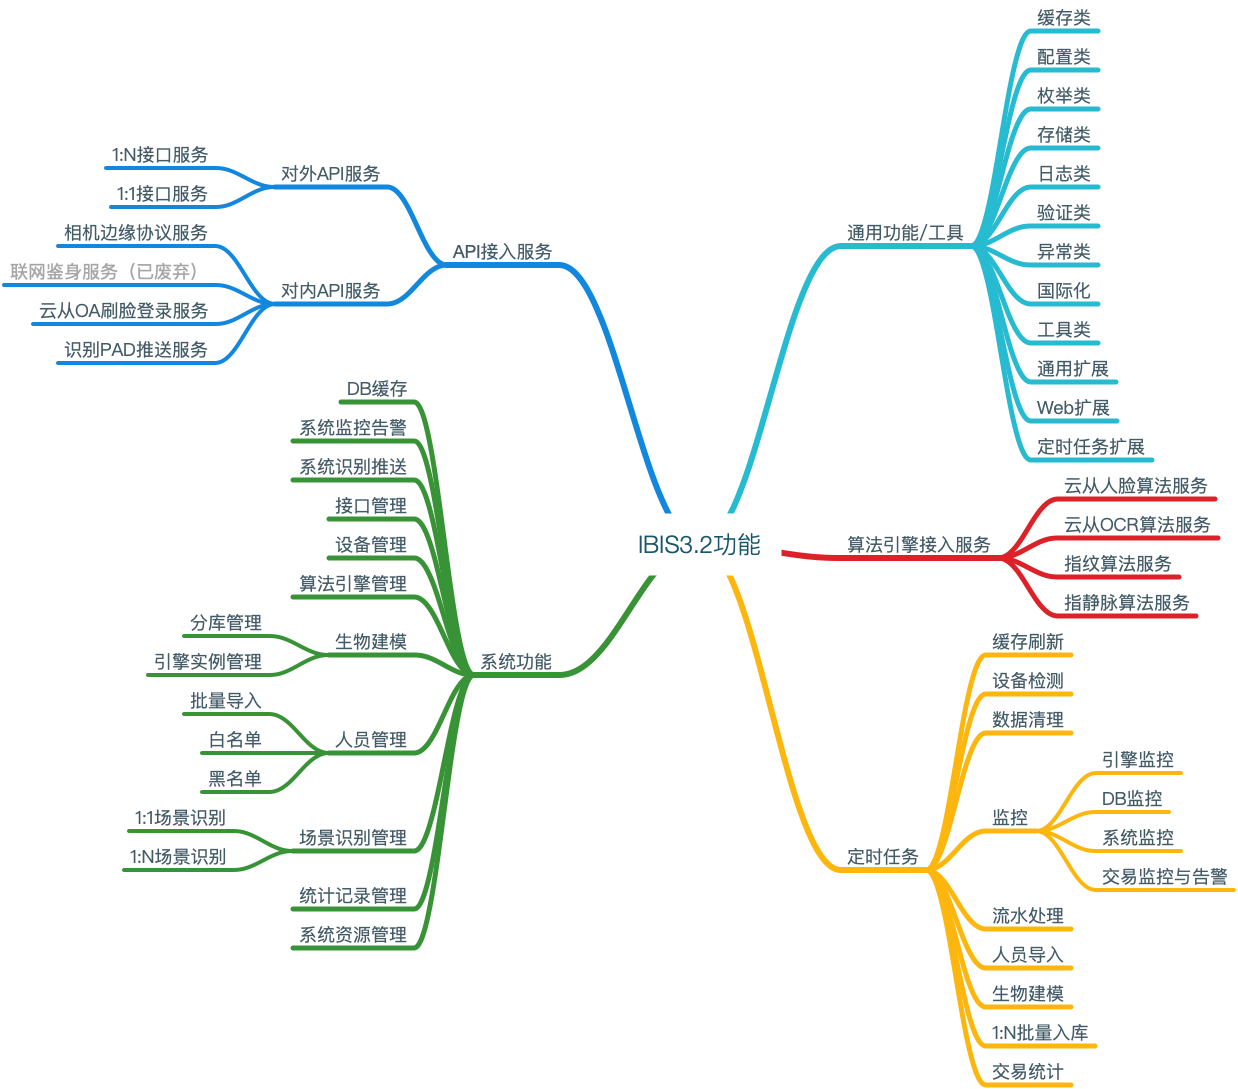 IBIS3.2功能
API接入服务
对外API服务
1:N接口服务
1:1接口服务
对内API服务
相机边缘协议服务
联网鉴身服务（已废弃）
云从OA刷脸登录服务
识别PAD推送服务
系统功能
DB缓存
系统监控告警
系统识别推送
接口管理
设备管理
算法引擎管理
生物建模
分库管理
引擎实例管理
人员管理
批量导入
白名单
黑名单
场景识别管理
1:1场景识别
1:N场景识别
统计记录管理
系统资源管理
通用功能/工具
缓存类
配置类
枚举类
存储类
日志类
验证类
异常类
国际化
工具类
通用扩展
Web扩展
定时任务扩展
算法引擎接入服务
云从人脸算法服务
云从OCR算法服务
指纹算法服务
指静脉算法服务
定时任务
缓存刷新
设备检测
数据清理
监控
引擎监控
DB监控
系统监控
交易监控与告警
流水处理
人员导入
生物建模
1:N批量入库
交易统计